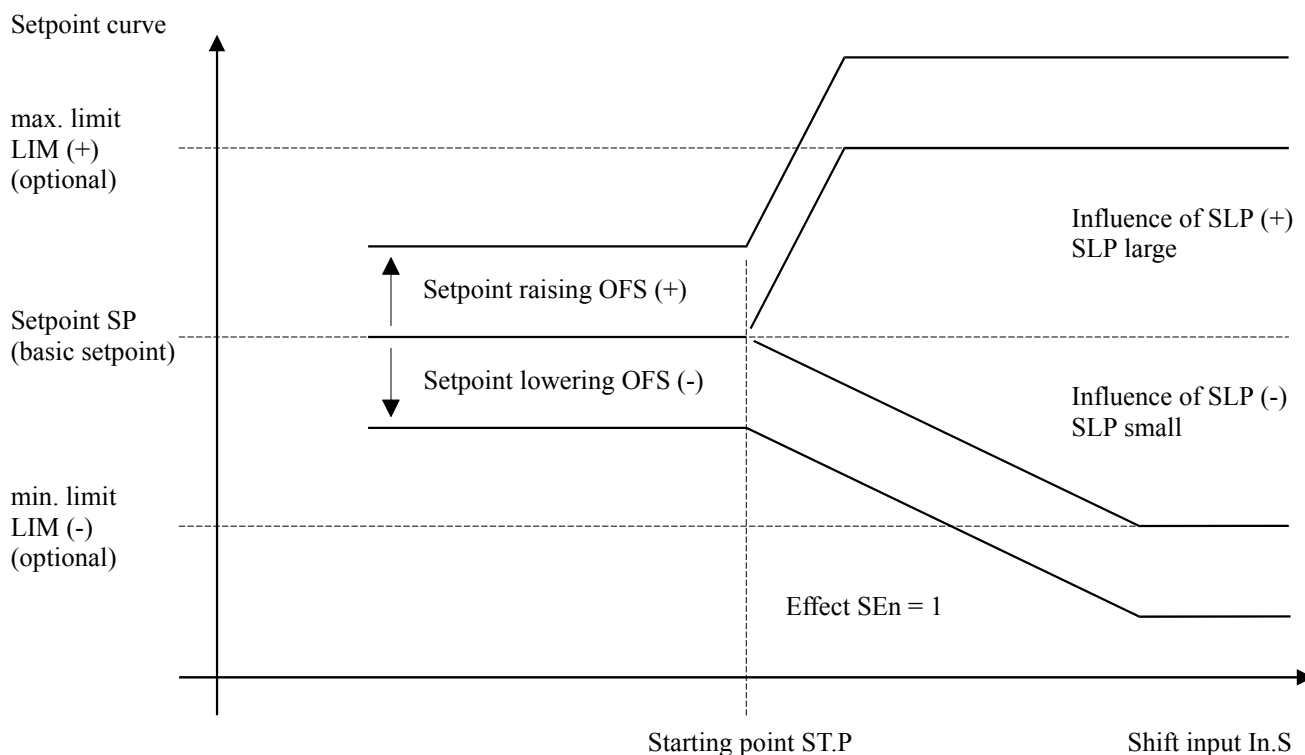 Setpoint curve
max. limit
LIM (+)
(optional)
Influence of SLP (+)
SLP large
Setpoint raising OFS (+)
Setpoint SP
(basic setpoint)
Setpoint lowering OFS (-)
Influence of SLP (-)
SLP small
min. limit
LIM (-)
(optional)
Effect SEn = 1
Starting point ST.P
Shift input In.S